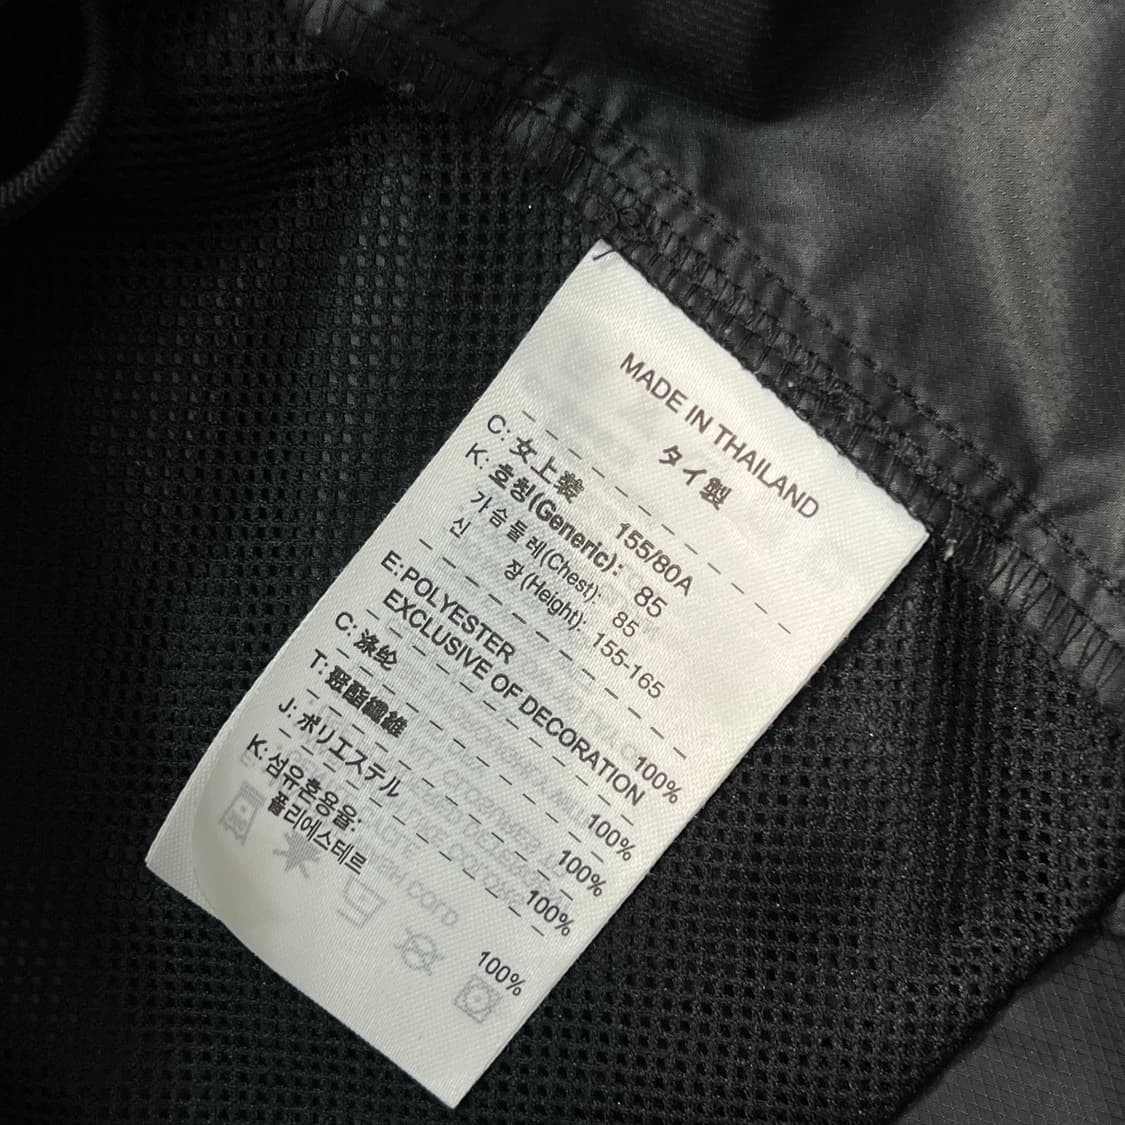 MADE IN THAILAND
タイ製
C: 女上裝 155/80A
K: 호칭(Generic): 85
가슴둘레(Chest): 85
신 장(Height): 155-165
E: POLYESTER 100%
EXCLUSIVE OF DECORATION
C: 涤纶 100%
T: 聚酯纖維 100%
J: ポリエステル 100%
K: 섬유혼용율:
폴리에스테르 100%